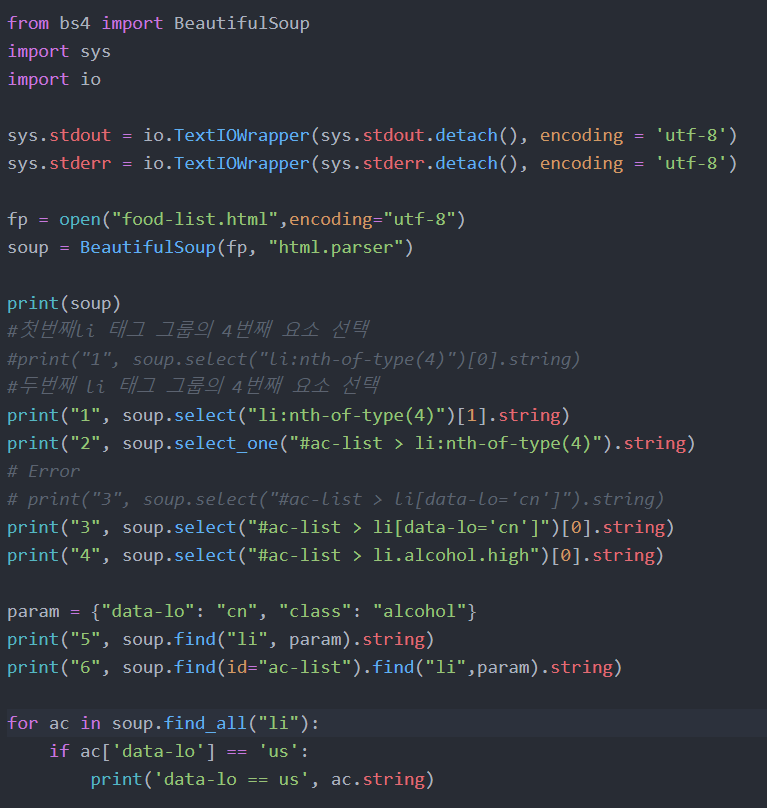 from bs4 import BeautifulSoup
import sys
import io
sys.stdout = io.TextIOWrapper(sys.stdout.detach(), encoding = 'utf-8')
sys.stderr = io.TextIOWrapper(sys.stderr.detach(), encoding = 'utf-8')
fp = open("food-list.html",encoding="utf-8")
soup = BeautifulSoup(fp, "html.parser")
print(soup)
#첫번째li 태그 그룹의 4번째 요소 선택
#print("1", soup.select("li:nth-of-type(4)")[0].string)
#두번째 li 태그 그룹의 4번째 요소 선택
print("1", soup.select("li:nth-of-type(4)")[1].string)
print("2", soup.select_one("#ac-list > li:nth-of-type(4)").string)
# Error
# print("3", soup.select("#ac-list > li[data-lo='cn']").string)
print("3", soup.select("#ac-list > li[data-lo='cn']")[0].string)
print("4", soup.select("#ac-list > li.alcohol.high")[0].string)
param = {"data-lo": "cn", "class": "alcohol"}
print("5", soup.find("li", param).string)
print("6", soup.find(id="ac-list").find("li",param).string)
for ac in soup.find_all("li"):
    if ac['data-lo'] == 'us':
        print('data-lo == us', ac.string)